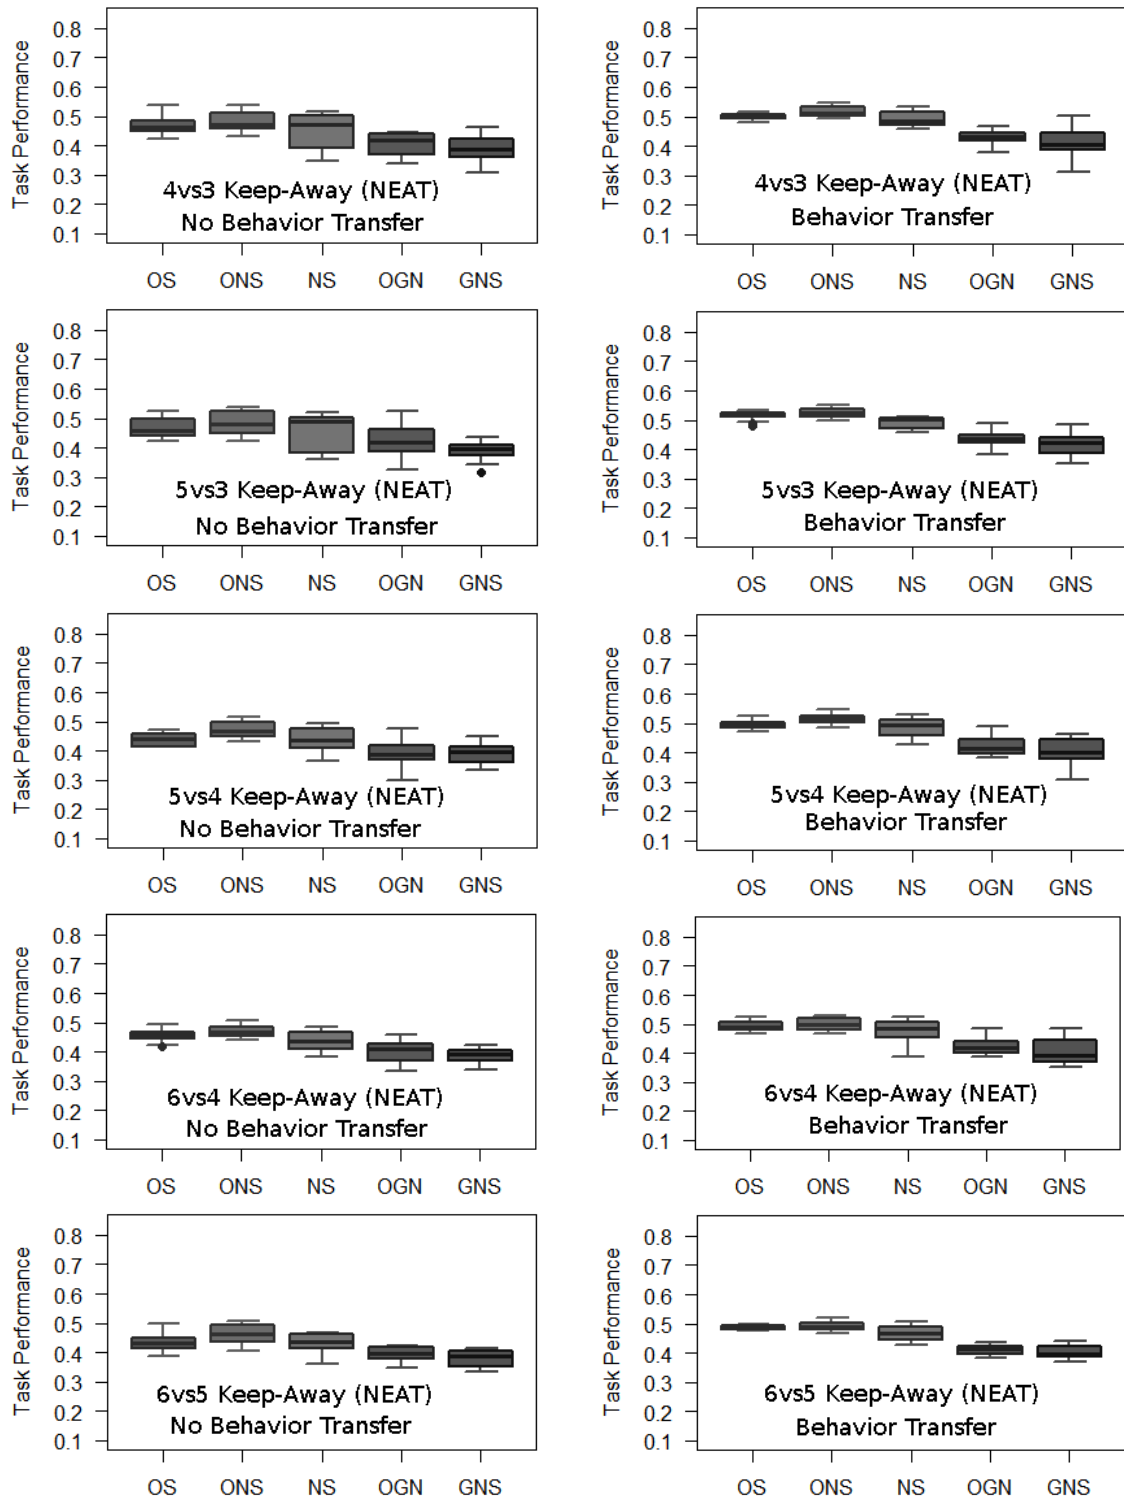 Task Performance
0.8
0.7
0.6
0.5
0.4
0.3
0.2
0.1
4vs3 Keep-Away (NEAT)
No Behavior Transfer
OS ONS NS OGN GNS
Task Performance
0.8
0.7
0.6
0.5
0.4
0.3
0.2
0.1
4vs3 Keep-Away (NEAT)
Behavior Transfer
OS ONS NS OGN GNS
Task Performance
0.8
0.7
0.6
0.5
0.4
0.3
0.2
0.1
5vs3 Keep-Away (NEAT)
No Behavior Transfer
OS ONS NS OGN GNS
Task Performance
0.8
0.7
0.6
0.5
0.4
0.3
0.2
0.1
5vs3 Keep-Away (NEAT)
Behavior Transfer
OS ONS NS OGN GNS
Task Performance
0.8
0.7
0.6
0.5
0.4
0.3
0.2
0.1
5vs4 Keep-Away (NEAT)
No Behavior Transfer
OS ONS NS OGN GNS
Task Performance
0.8
0.7
0.6
0.5
0.4
0.3
0.2
0.1
5vs4 Keep-Away (NEAT)
Behavior Transfer
OS ONS NS OGN GNS
Task Performance
0.8
0.7
0.6
0.5
0.4
0.3
0.2
0.1
6vs4 Keep-Away (NEAT)
No Behavior Transfer
OS ONS NS OGN GNS
Task Performance
0.8
0.7
0.6
0.5
0.4
0.3
0.2
0.1
6vs4 Keep-Away (NEAT)
Behavior Transfer
OS ONS NS OGN GNS
Task Performance
0.8
0.7
0.6
0.5
0.4
0.3
0.2
0.1
6vs5 Keep-Away (NEAT)
No Behavior Transfer
OS ONS NS OGN GNS
Task Performance
0.8
0.7
0.6
0.5
0.4
0.3
0.2
0.1
6vs5 Keep-Away (NEAT)
Behavior Transfer
OS ONS NS OGN GNS